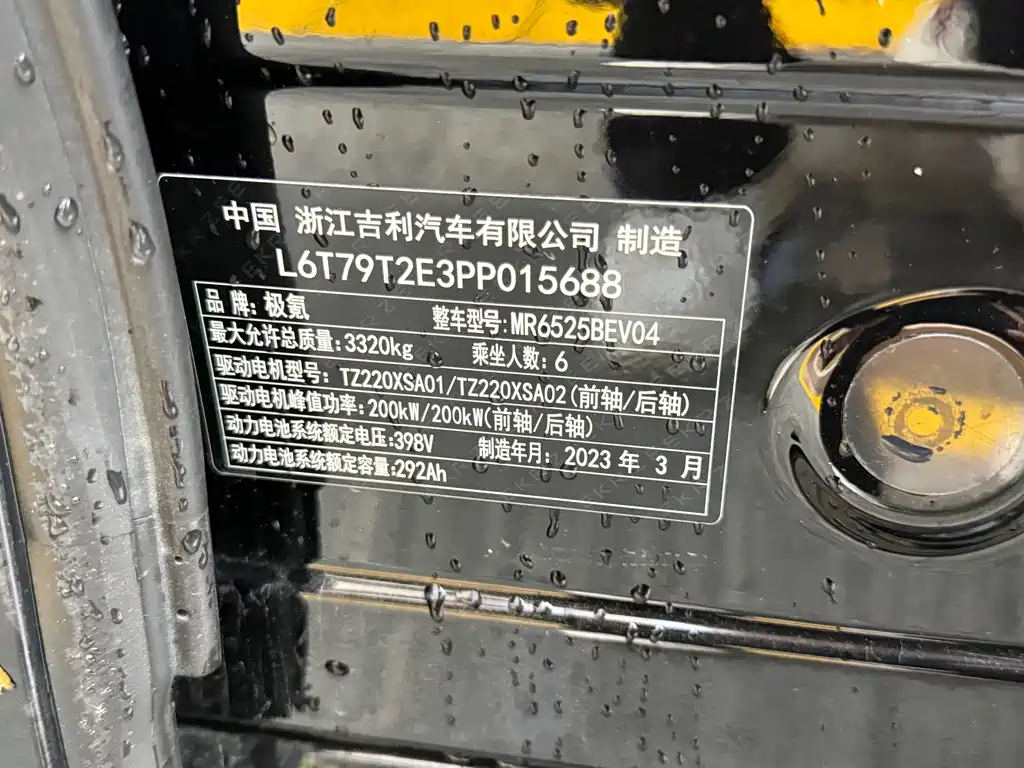 中国 浙江吉利汽车有限公司 制造
L6T79T2E3PP015688
品 牌: 极氪 整车型号: MR6525BEV04
最大允许总质量: 3320kg 乘坐人数: 6
驱动电机型号: TZ220XSA01/TZ220XSA02(前轴/后轴)
驱动电机峰值功率: 200kW/200kW(前轴/后轴)
动力电池系统额定电压: 398V 制造年月: 2023 年 3 月
动力电池系统额定容量: 292Ah